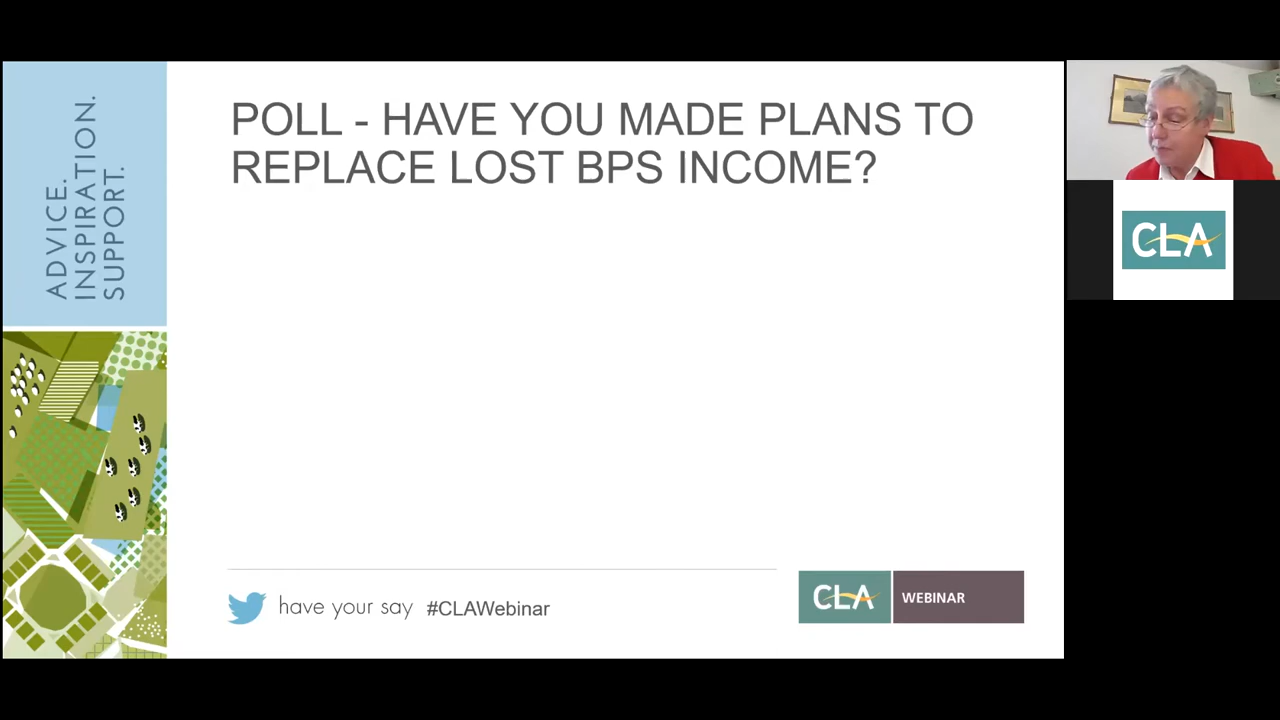 ADVICE.
INSPIRATION.
SUPPORT.
POLL - HAVE YOU MADE PLANS TO
REPLACE LOST BPS INCOME?
have your say #CLAWebinar
CLA WEBINAR
CLA